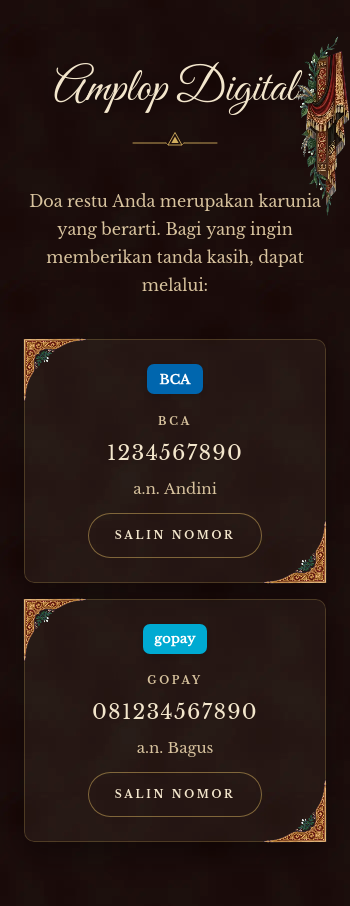 Amplop Digital
Doa restu Anda merupakan karunia
yang berarti. Bagi yang ingin
memberikan tanda kasih, dapat
melalui:
BCA
BCA
1234567890
a.n. Andini
SALIN NOMOR
gopay
GOPAY
081234567890
a.n. Bagus
SALIN NOMOR